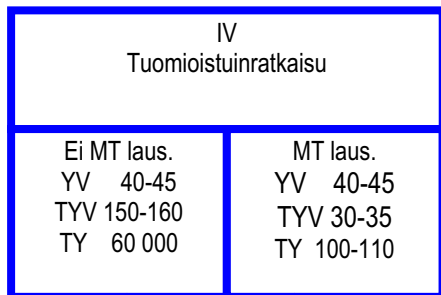 IV
Tuomioistuinratkaisu
Ei MT laus.
YV 40-45
TYV 150-160
TY 60 000
MT laus.
YV 40-45
TYV 30-35
TY 100-110